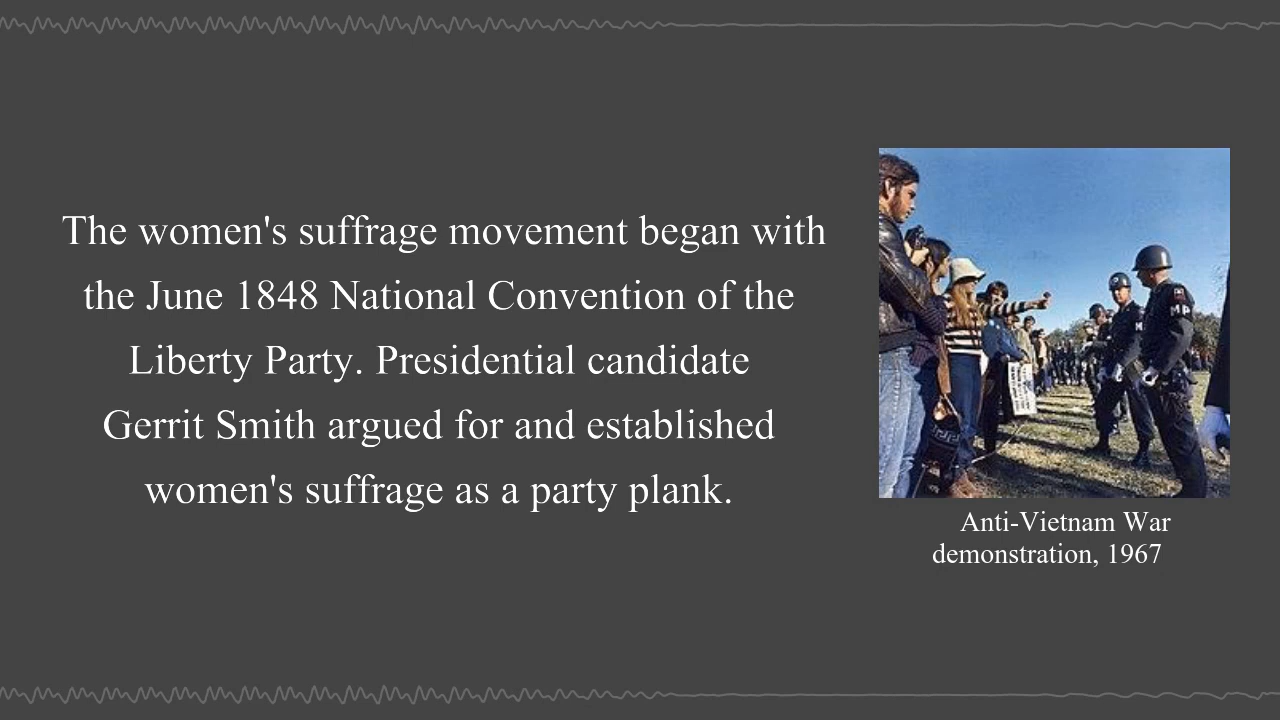 The women's suffrage movement began with
the June 1848 National Convention of the
Liberty Party. Presidential candidate
Gerrit Smith argued for and established
women's suffrage as a party plank.
MP
Anti-Vietnam War
demonstration, 1967